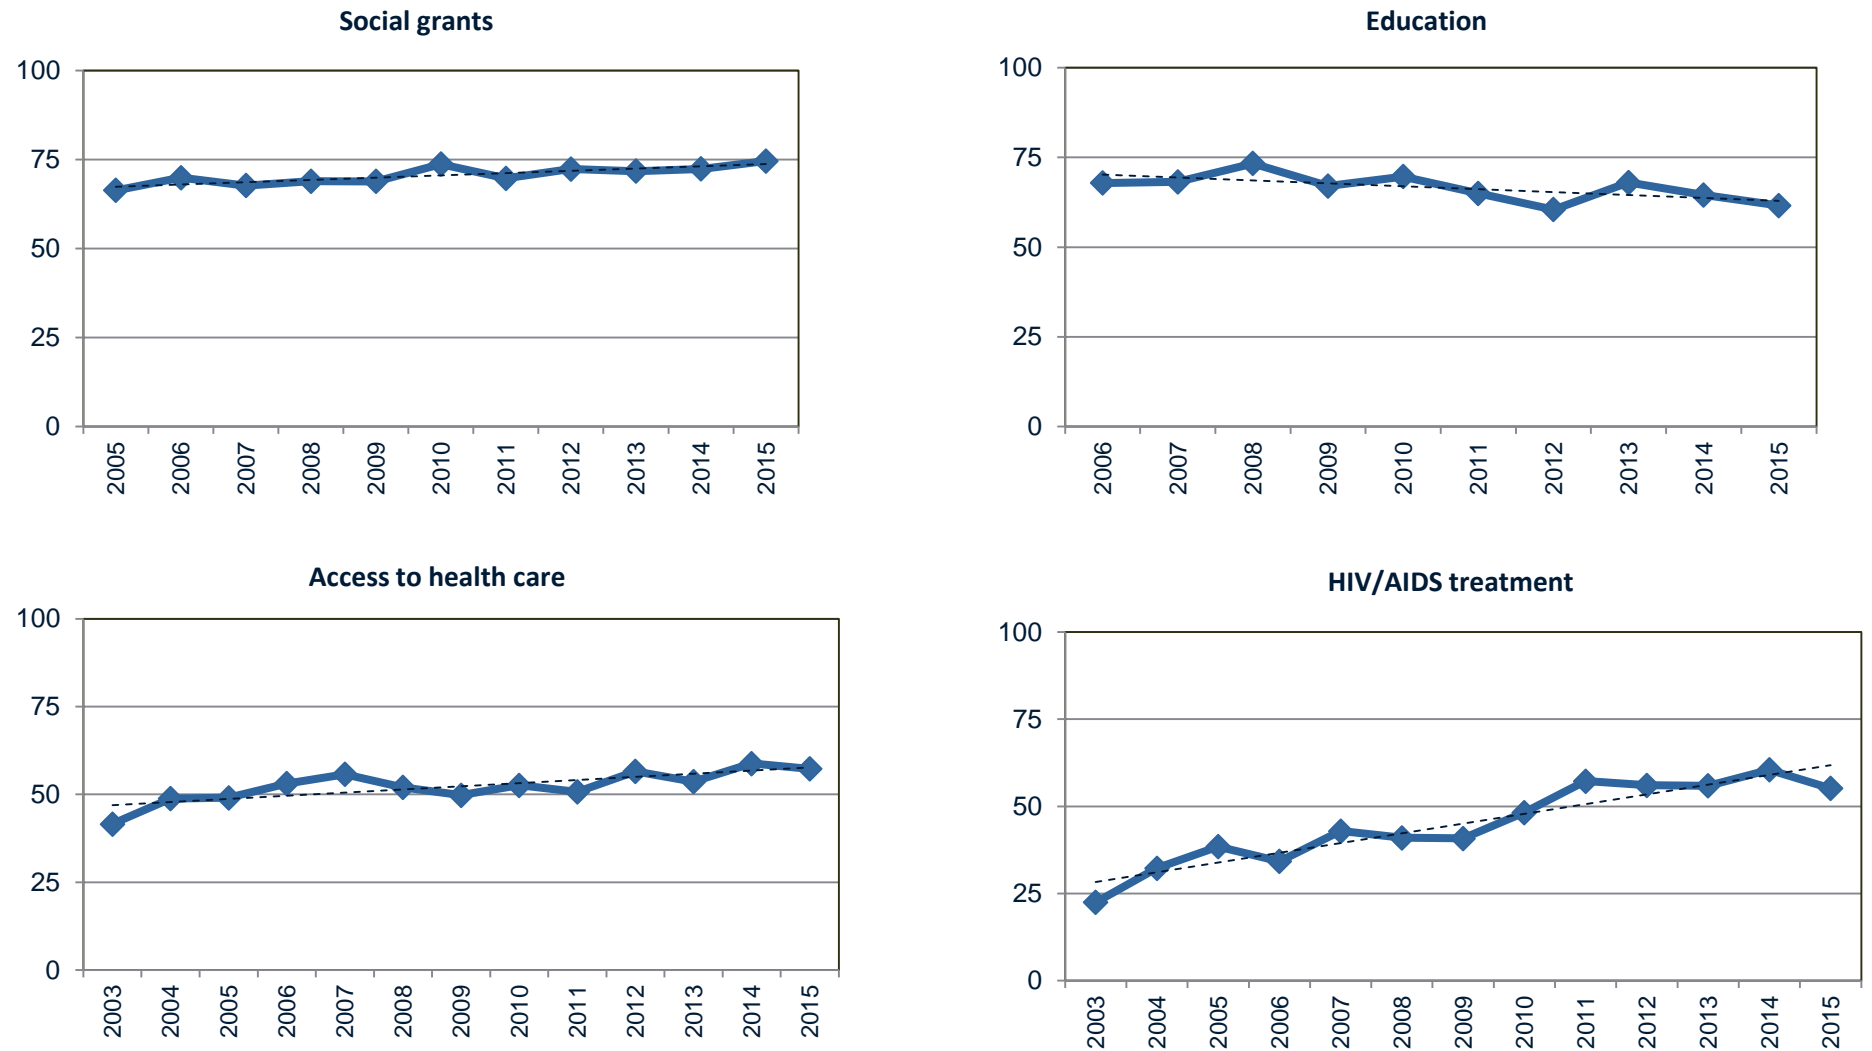 Social grants
100
75
50
25
0
2005 2006 2007 2008 2009 2010 2011 2012 2013 2014 2015
Education
100
75
50
25
0
2006 2007 2008 2009 2010 2011 2012 2013 2014 2015
Access to health care
100
75
50
25
0
2003 2004 2005 2006 2007 2008 2009 2010 2011 2012 2013 2014 2015
HIV/AIDS treatment
100
75
50
25
0
2003 2004 2005 2006 2007 2008 2009 2010 2011 2012 2013 2014 2015